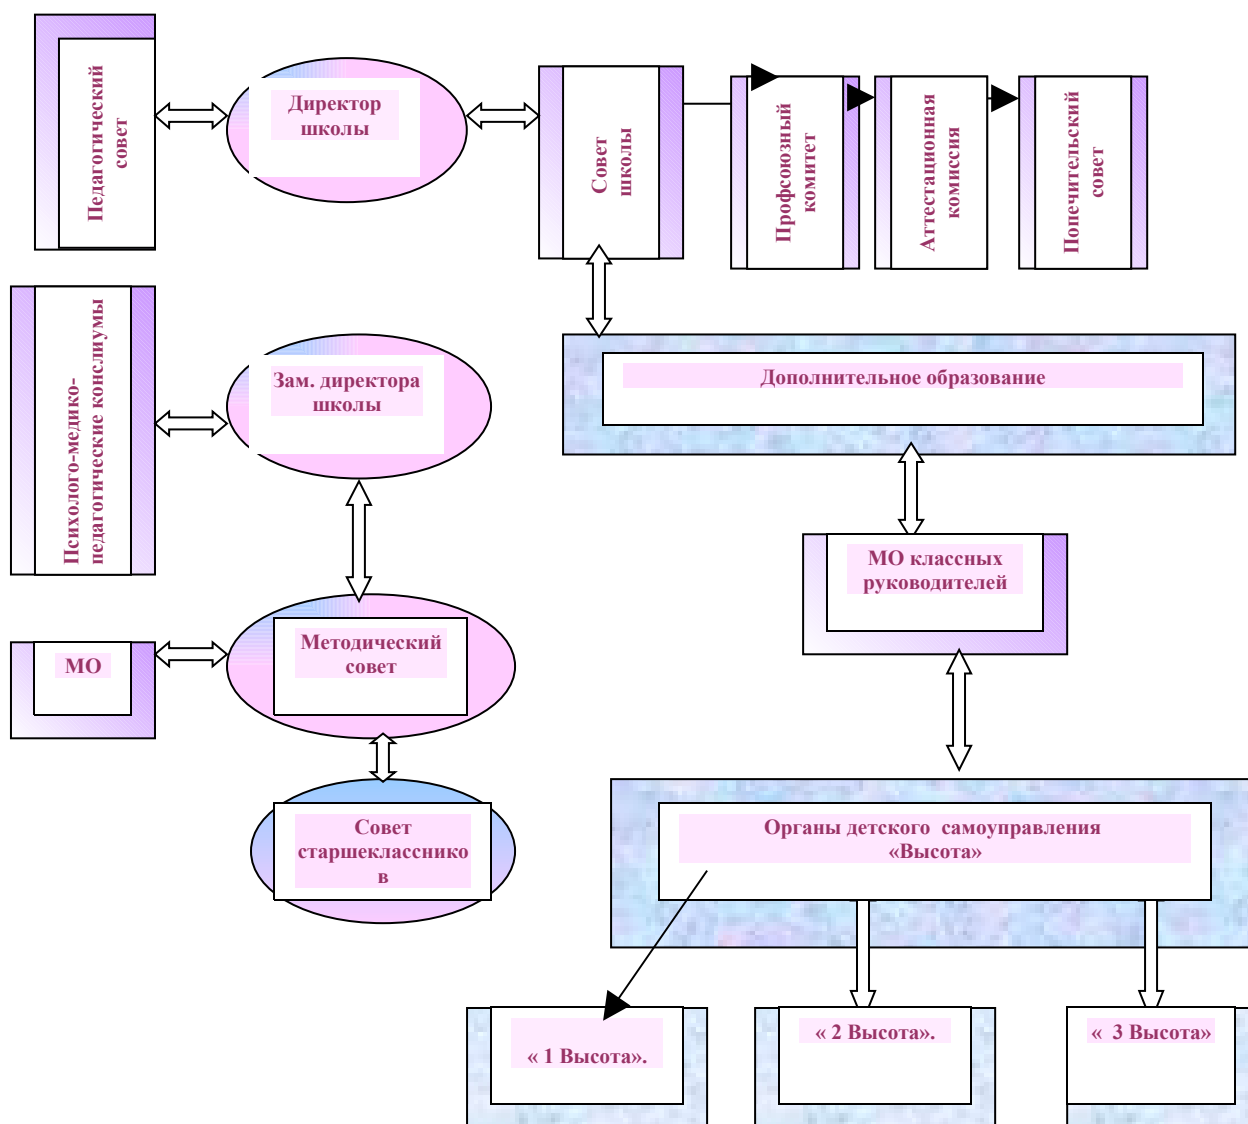 Педагогический
совет
Директор
школы
Совет
школы
Профсоюзный
комитет
Аттестационная
комиссия
Попечительский
совет
Психолого-медико-
педагогические конслиумы
Зам. директора
школы
Дополнительное образование
МО классных
руководителей
МО
Методический
совет
Совет
старшекласснико
в
Органы детского  самоуправления
«Высота»
« 1 Высота».
« 2 Высота».
«  3 Высота»